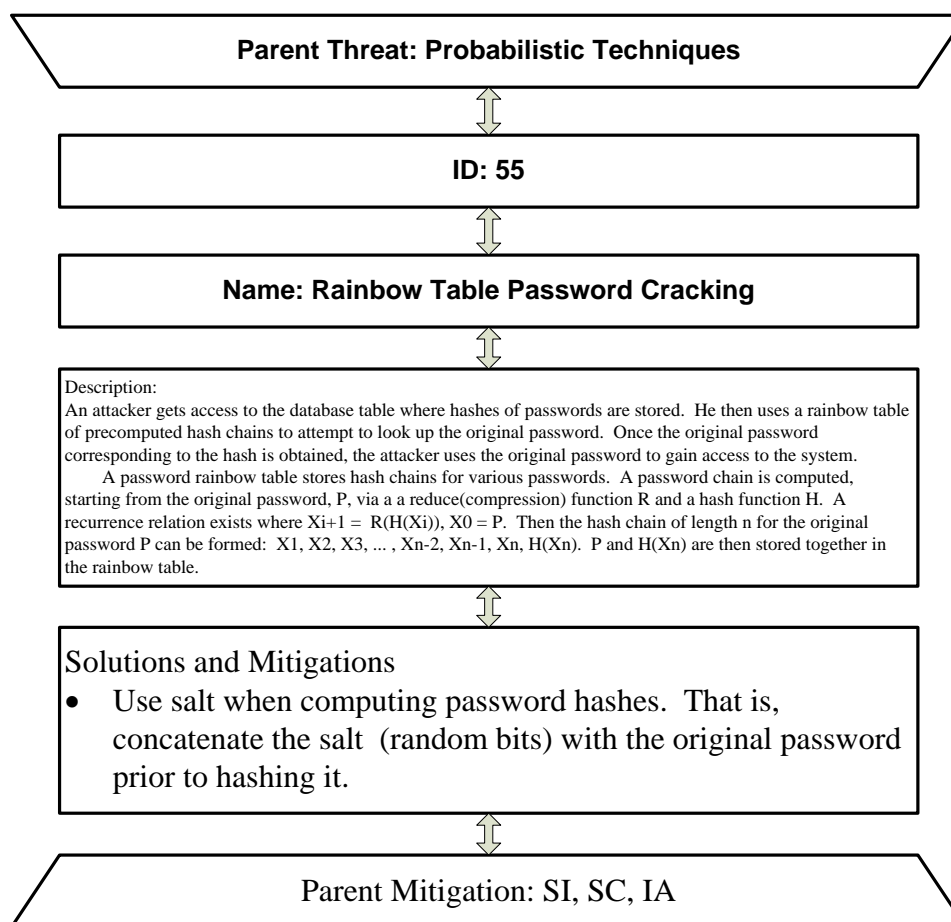 Parent Threat: Probabilistic Techniques
ID: 55
Name: Rainbow Table Password Cracking
Description:
An attacker gets access to the database table where hashes of passwords are stored.  He then uses a rainbow table
of precomputed hash chains to attempt to look up the original password.  Once the original password
corresponding to the hash is obtained, the attacker uses the original password to gain access to the system.
A password rainbow table stores hash chains for various passwords.  A password chain is computed,
starting from the original password, P, via a a reduce(compression) function R and a hash function H.  A
recurrence relation exists where Xi+1 =  R(H(Xi)), X0 = P.  Then the hash chain of length n for the original
password P can be formed:  X1, X2, X3, ... , Xn-2, Xn-1, Xn, H(Xn).  P and H(Xn) are then stored together in
the rainbow table.
Solutions and Mitigations
• Use salt when computing password hashes.  That is,
concatenate the salt  (random bits) with the original password
prior to hashing it.
Parent Mitigation: SI, SC, IA